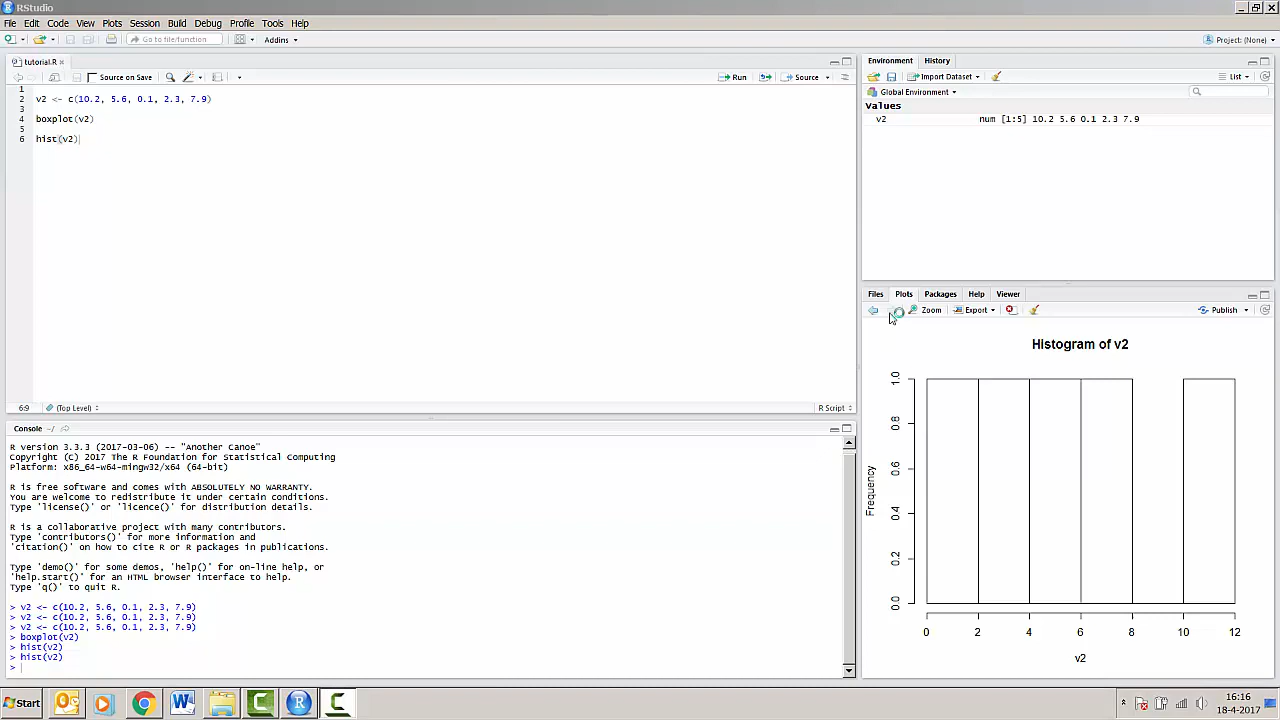 RStudio
File Edit Code View Plots Session Build Debug Profile Tools Help
Go to file/function Addins Project: (None)
tutorial.R
Source on Save Run Source
1
2 v2 <- c(10.2, 5.6, 0.1, 2.3, 7.9)
3
4 boxplot(v2)
5
6 hist(v2)
6:9 (Top Level) R Script
Console ~/
R version 3.3.3 (2017-03-06) -- "Another Canoe"
Copyright (C) 2017 The R Foundation for Statistical Computing
Platform: x86_64-w64-mingw32/x64 (64-bit)
R is free software and comes with ABSOLUTELY NO WARRANTY.
You are welcome to redistribute it under certain conditions.
Type 'license()' or 'licence()' for distribution details.
R is a collaborative project with many contributors.
Type 'contributors()' for more information and
'citation()' on how to cite R or R packages in publications.
Type 'demo()' for some demos, 'help()' for on-line help, or
'help.start()' for an HTML browser interface to help.
Type 'q()' to quit R.
> v2 <- c(10.2, 5.6, 0.1, 2.3, 7.9)
> v2 <- c(10.2, 5.6, 0.1, 2.3, 7.9)
> v2 <- c(10.2, 5.6, 0.1, 2.3, 7.9)
> boxplot(v2)
> hist(v2)
> hist(v2)
>
Environment History
Import Dataset List
Global Environment
Values
v2 num [1:5] 10.2 5.6 0.1 2.3 7.9
Files Plots Packages Help Viewer
Zoom Export Publish
Histogram of v2
Frequency
1.0
0.8
0.6
0.4
0.2
0.0
0 2 4 6 8 10 12
v2
Start
16:16
18-4-2017